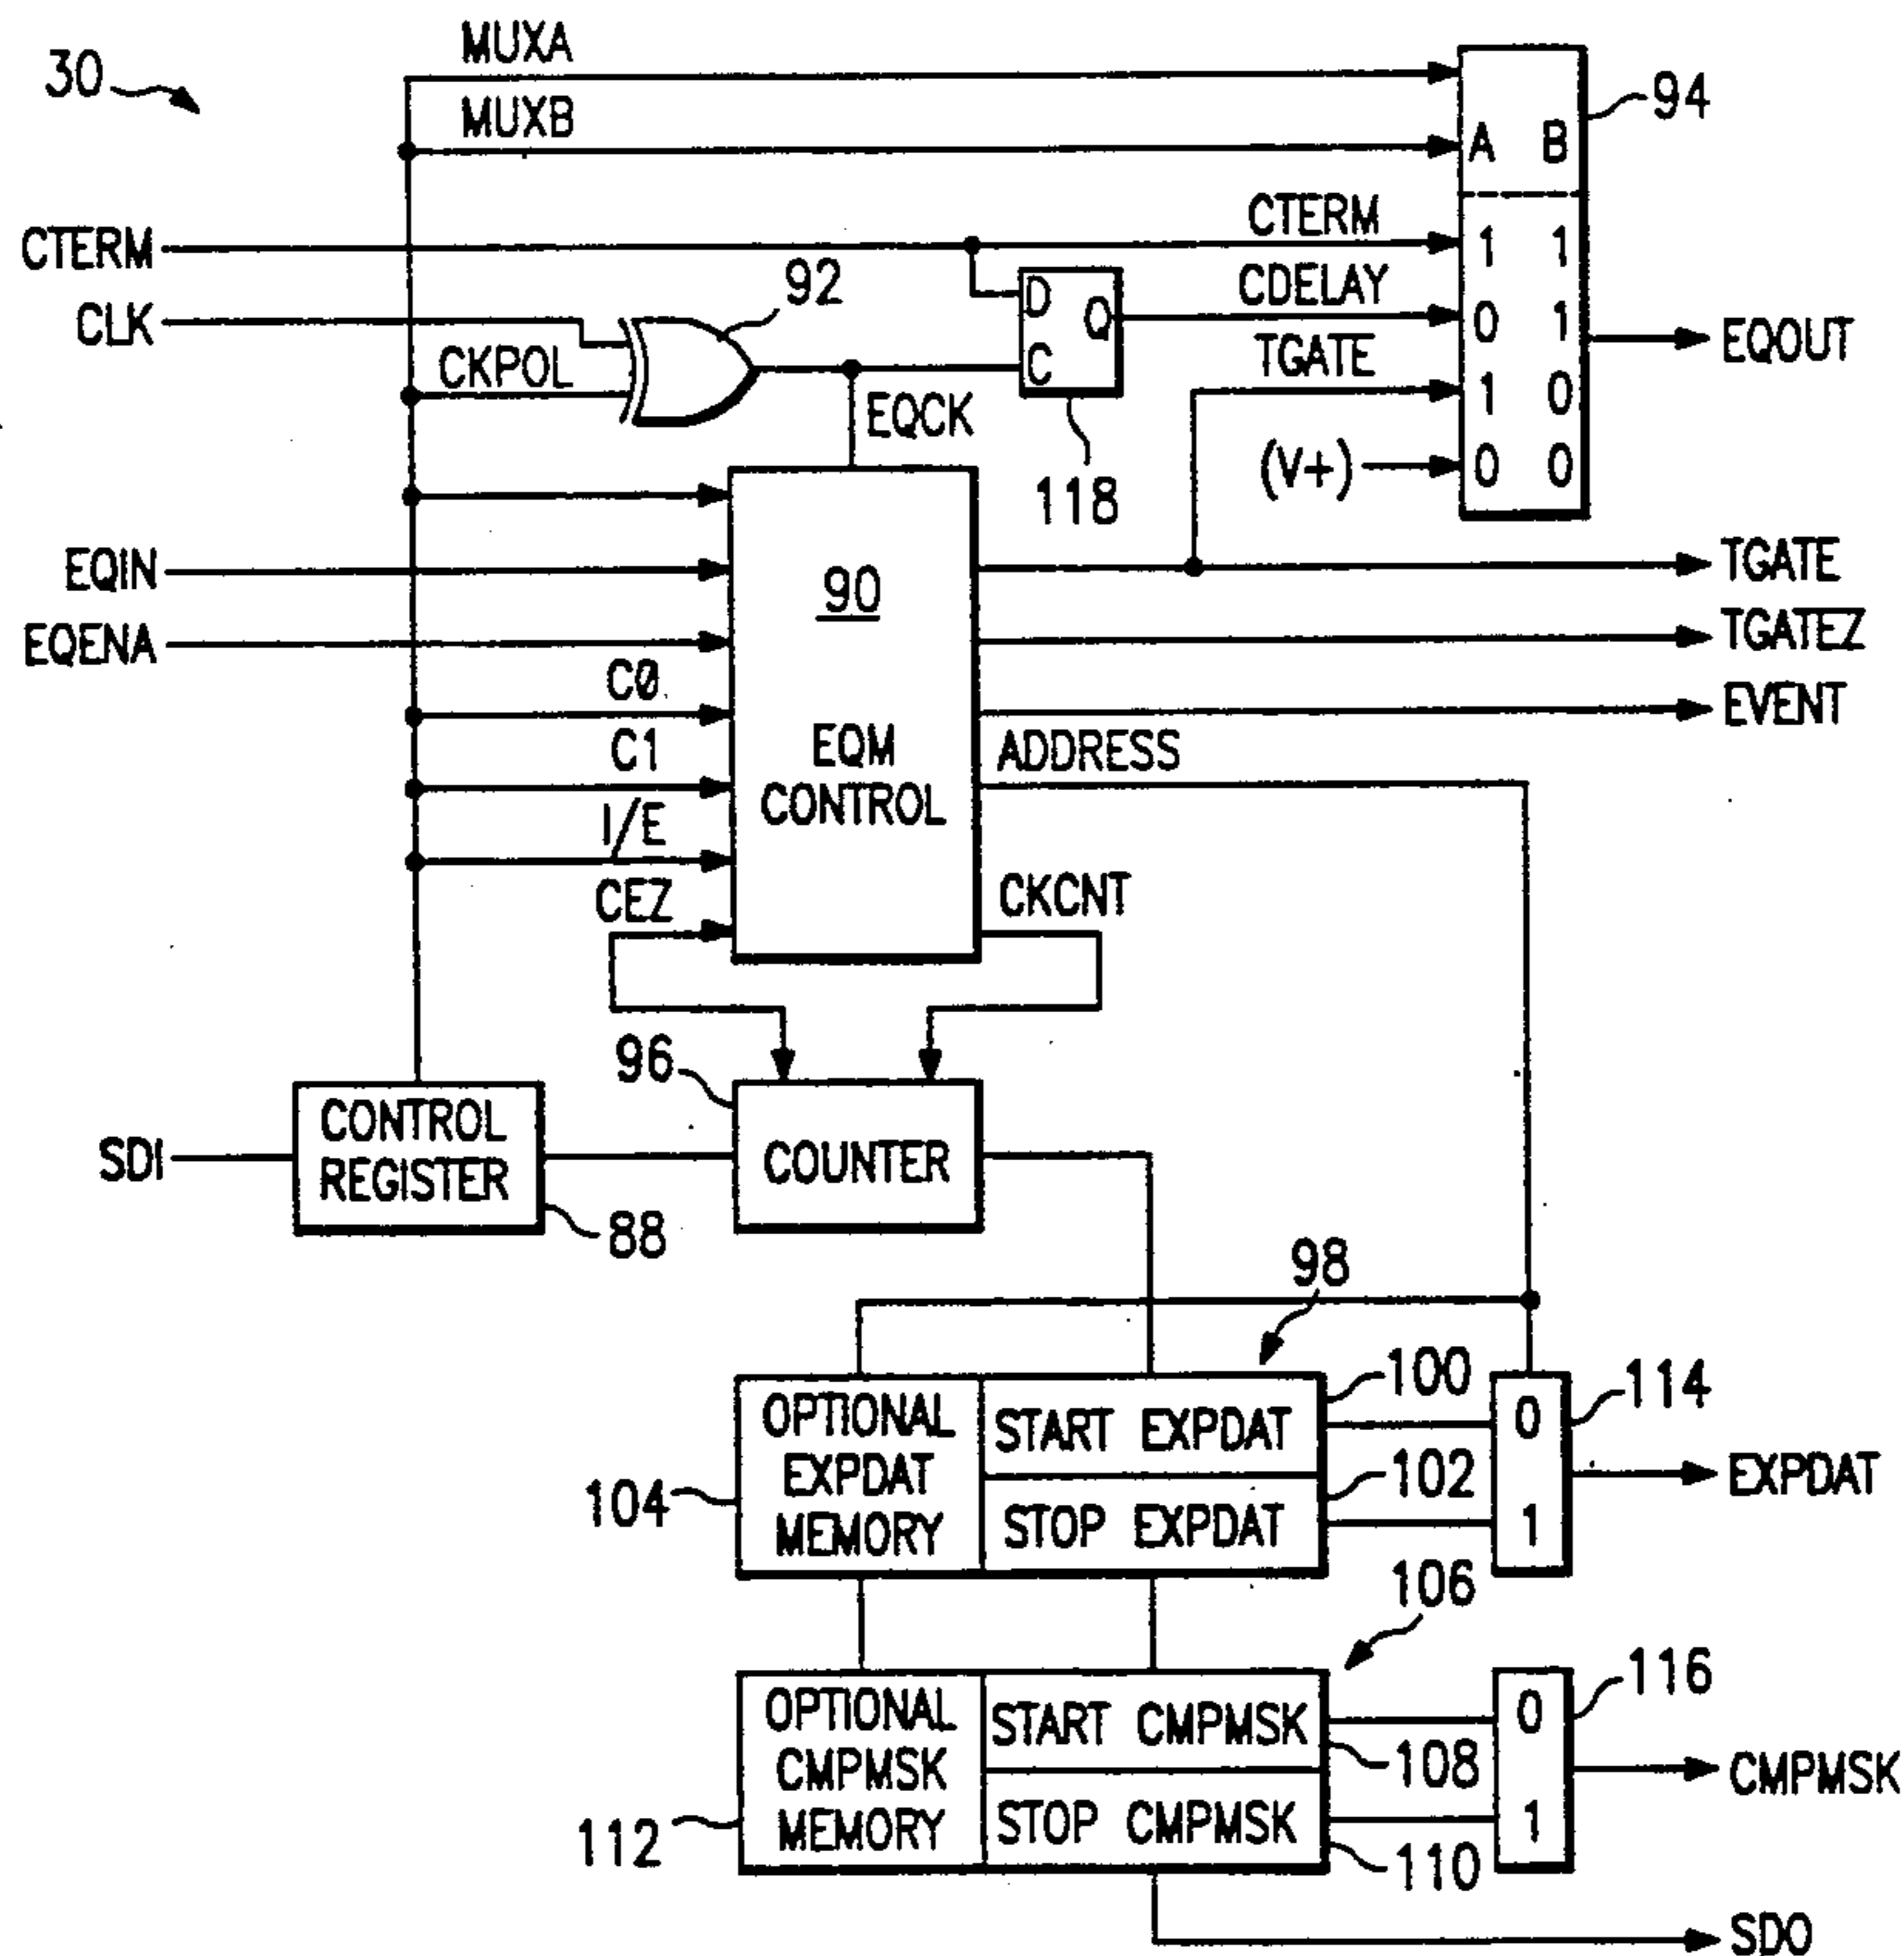 30
MUXA
MUXB
94
A B
CTERM
CTERM
1 1
CLK
92
D
Q
C
CDELAY
0 1
EQOUT
CKPOL
TGATE
1 0
EQCK
118
(V+)
0 0
EQIN
90
TGATE
EQENA
TGATEZ
C0
EVENT
C1
EQM
CONTROL
ADDRESS
I/E
CEZ
CKCNT
96
SDI
CONTROL
REGISTER
COUNTER
88
98
100
114
OPTIONAL
EXPDAT
MEMORY
START EXPDAT
0
102
EXPDAT
104
STOP EXPDAT
1
106
116
OPTIONAL
CMPMSK
MEMORY
START CMPMSK
0
108
CMPMSK
112
STOP CMPMSK
1
110
SDO